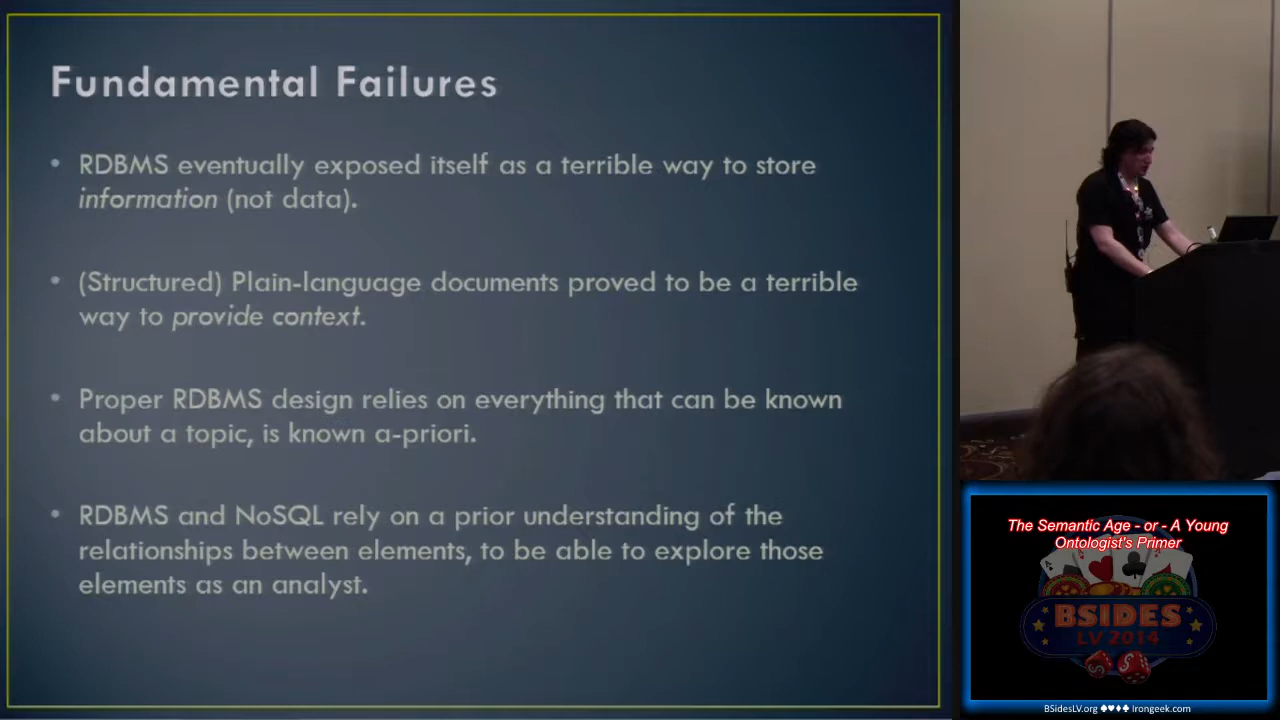 Fundamental Failures
• RDBMS eventually exposed itself as a terrible way to store
information (not data).
• (Structured) Plain-language documents proved to be a terrible
way to provide context.
• Proper RDBMS design relies on everything that can be known
about a topic, is known a-priori.
• RDBMS and NoSQL rely on a prior understanding of the
relationships between elements, to be able to explore those
elements as an analyst.
The Semantic Age - or - A Young
Ontologist's Primer
BSIDES
LV 2014
BSidesLV.org ♠♥♦♣ Irongeek.com